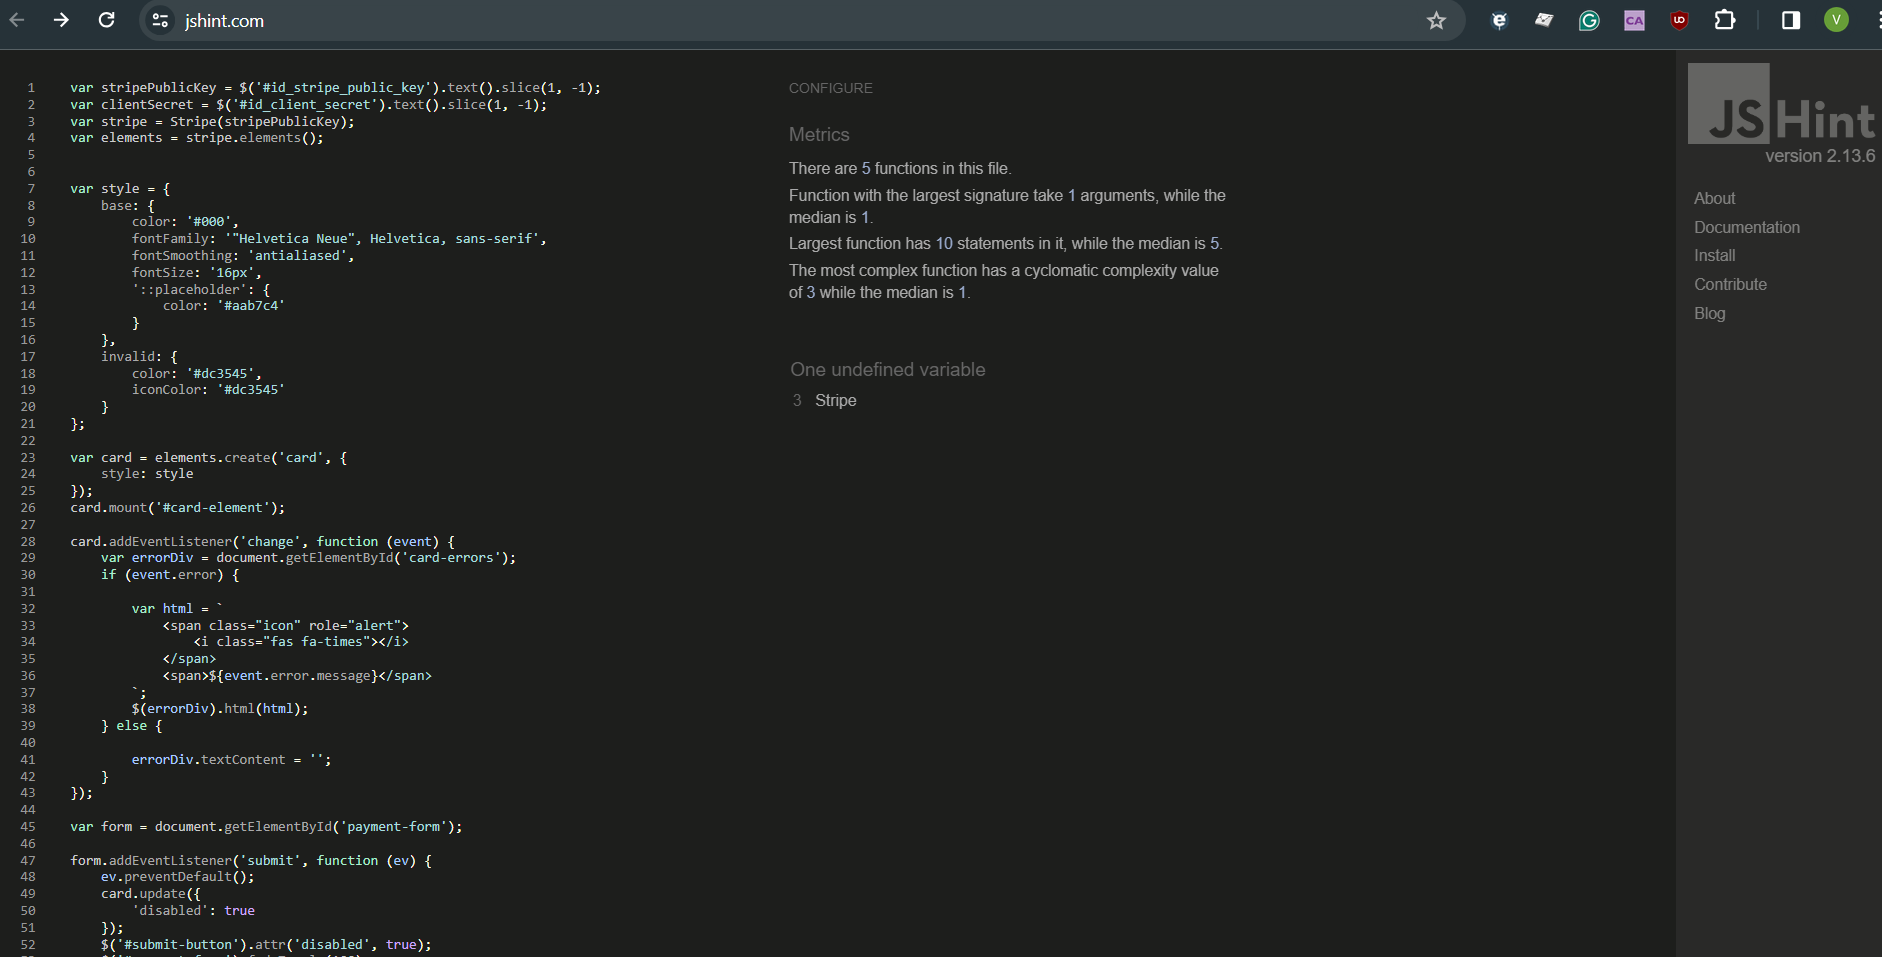 jshint.com
CA
UD
V
1 var stripePublicKey = $('#id_stripe_public_key').text().slice(1, -1);
2 var clientSecret = $('#id_client_secret').text().slice(1, -1);
3 var stripe = Stripe(stripePublicKey);
4 var elements = stripe.elements();
5
6
7 var style = {
8     base: {
9         color: '#000',
10         fontFamily: '"Helvetica Neue", Helvetica, sans-serif',
11         fontSmoothing: 'antialiased',
12         fontSize: '16px',
13         '::placeholder': {
14             color: '#aab7c4'
15         }
16     },
17     invalid: {
18         color: '#dc3545',
19         iconColor: '#dc3545'
20     }
21 };
22
23 var card = elements.create('card', {
24     style: style
25 });
26 card.mount('#card-element');
27
28 card.addEventListener('change', function (event) {
29     var errorDiv = document.getElementById('card-errors');
30     if (event.error) {
31
32         var html = `
33             <span class="icon" role="alert">
34                 <i class="fas fa-times"></i>
35             </span>
36             <span>${event.error.message}</span>
37         `;
38         $(errorDiv).html(html);
39     } else {
40
41         errorDiv.textContent = '';
42     }
43 });
44
45 var form = document.getElementById('payment-form');
46
47 form.addEventListener('submit', function (ev) {
48     ev.preventDefault();
49     card.update({
50         'disabled': true
51     });
52     $('#submit-button').attr('disabled', true);
CONFIGURE
Metrics
There are 5 functions in this file.
Function with the largest signature take 1 arguments, while the
median is 1.
Largest function has 10 statements in it, while the median is 5.
The most complex function has a cyclomatic complexity value
of 3 while the median is 1.
One undefined variable
3 Stripe
JSHint
version 2.13.6
About
Documentation
Install
Contribute
Blog